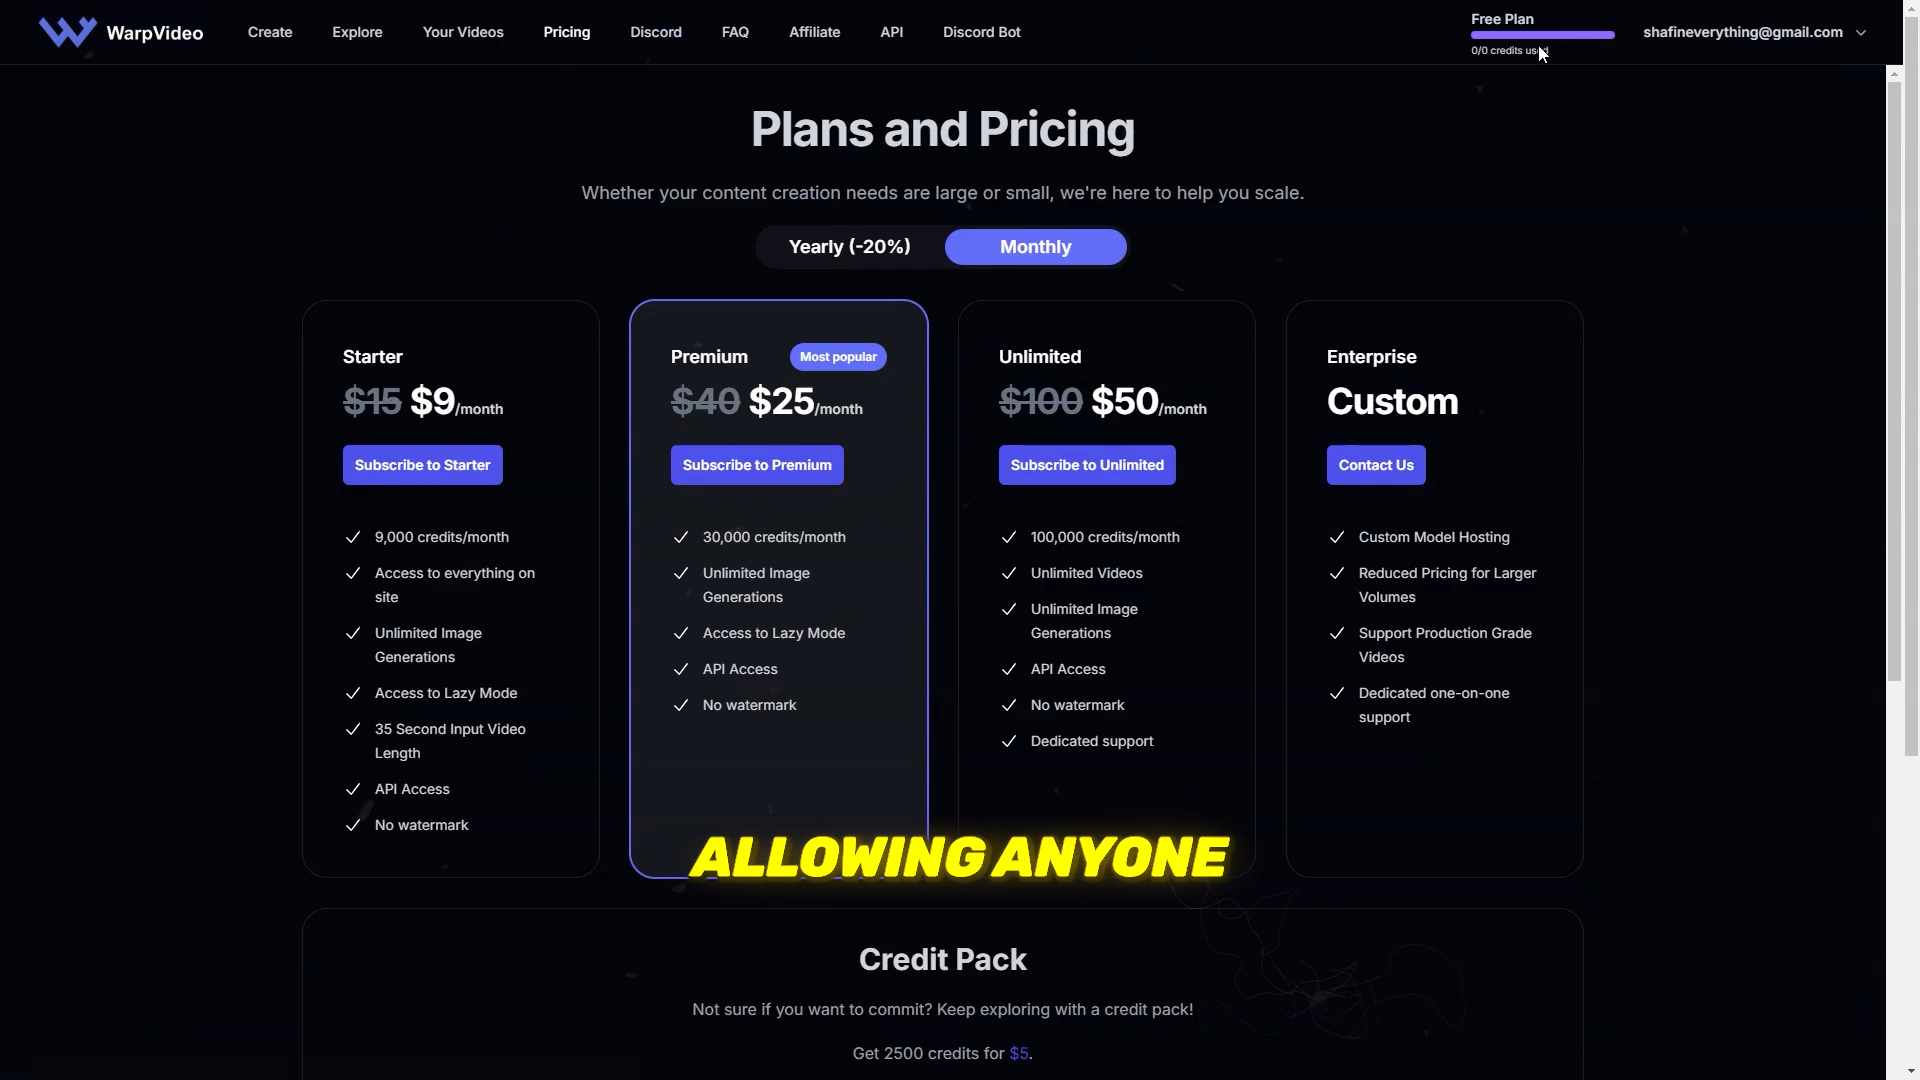 WarpVideo
Create
Explore
Your Videos
Pricing
Discord
FAQ
Affiliate
API
Discord Bot
Free Plan
0/0 credits used
shafineverything@gmail.com
Plans and Pricing
Whether your content creation needs are large or small, we're here to help you scale.
Yearly (-20%)
Monthly
Starter
$15 $9/month
Subscribe to Starter
9,000 credits/month
Access to everything on
site
Unlimited Image
Generations
Access to Lazy Mode
35 Second Input Video
Length
API Access
No watermark
Premium
Most popular
$40 $25/month
Subscribe to Premium
30,000 credits/month
Unlimited Image
Generations
Access to Lazy Mode
API Access
No watermark
Unlimited
$100 $50/month
Subscribe to Unlimited
100,000 credits/month
Unlimited Videos
Unlimited Image
Generations
API Access
No watermark
Dedicated support
Enterprise
Custom
Contact Us
Custom Model Hosting
Reduced Pricing for Larger
Volumes
Support Production Grade
Videos
Dedicated one-on-one
support
ALLOWING ANYONE
Credit Pack
Not sure if you want to commit? Keep exploring with a credit pack!
Get 2500 credits for $5.